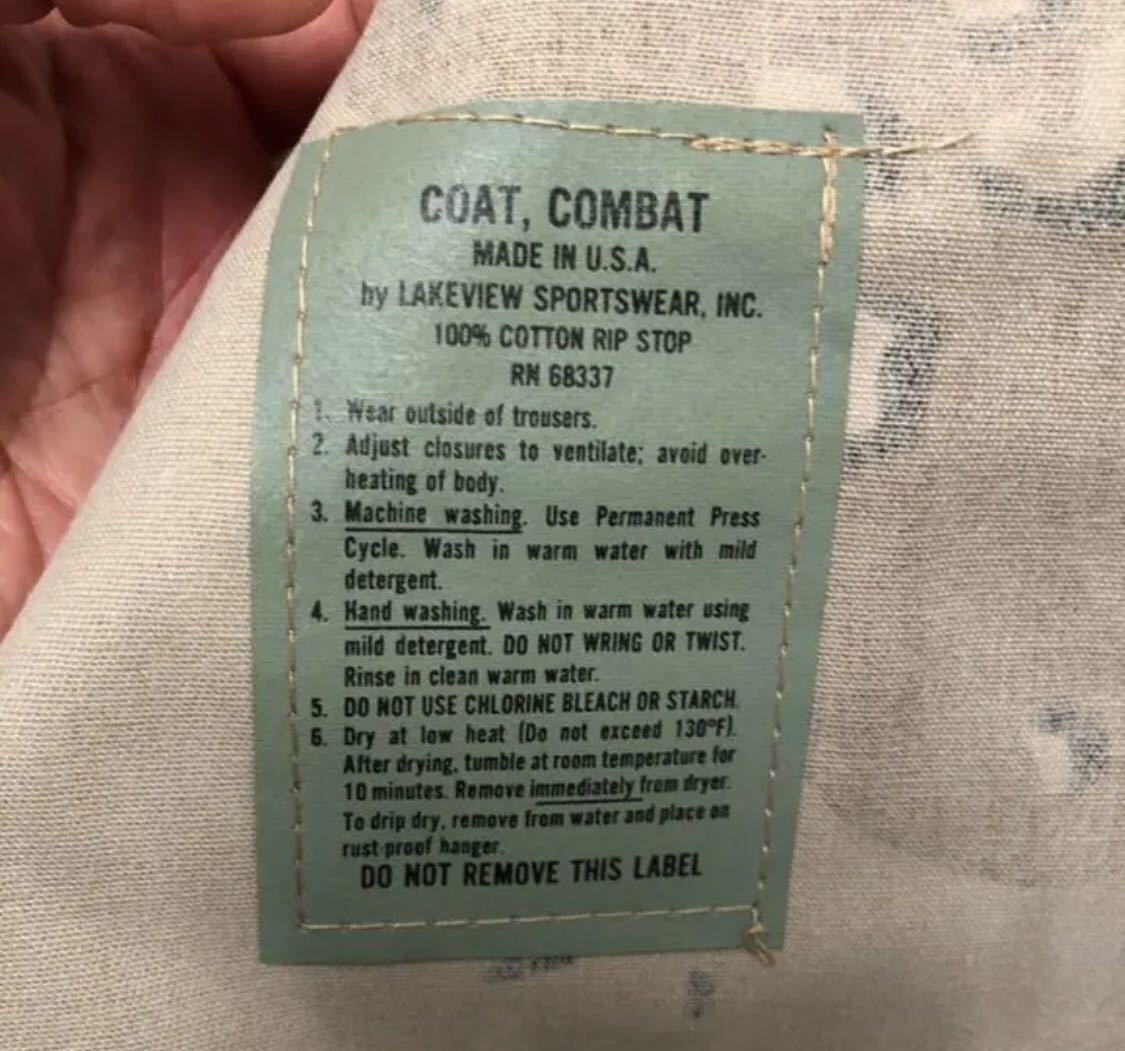 COAT, COMBAT
MADE IN U.S.A.
by LAKEVIEW SPORTSWEAR, INC.
100% COTTON RIP STOP
RN 68337
1. Wear outside of trousers.
2. Adjust closures to ventilate; avoid over-
heating of body.
3. Machine washing. Use Permanent Press
Cycle. Wash in warm water with mild
detergent.
4. Hand washing. Wash in warm water using
mild detergent. DO NOT WRING OR TWIST.
Rinse in clean warm water.
5. DO NOT USE CHLORINE BLEACH OR STARCH.
6. Dry at low heat (Do not exceed 130°F).
After drying, tumble at room temperature for
10 minutes. Remove immediately from dryer.
To drip dry, remove from water and place on
rust-proof hanger.
DO NOT REMOVE THIS LABEL